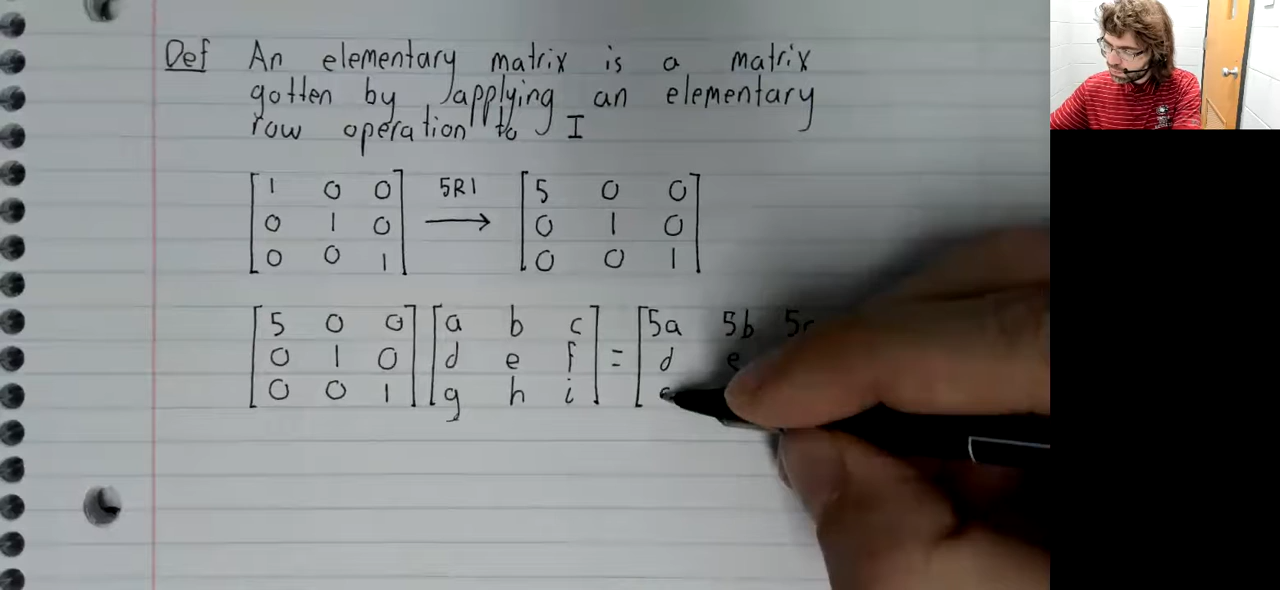 Def An elementary matrix is a matrix
gotten by applying an elementary
row operation to I
[1 0 0] 5R1 [5 0 0]
[0 1 0] → [0 1 0]
[0 0 1] [0 0 1]
[5 0 0] [a b c] [5a 5b
[0 1 0] [d e f] = [d e
[0 0 1] [g h i] [